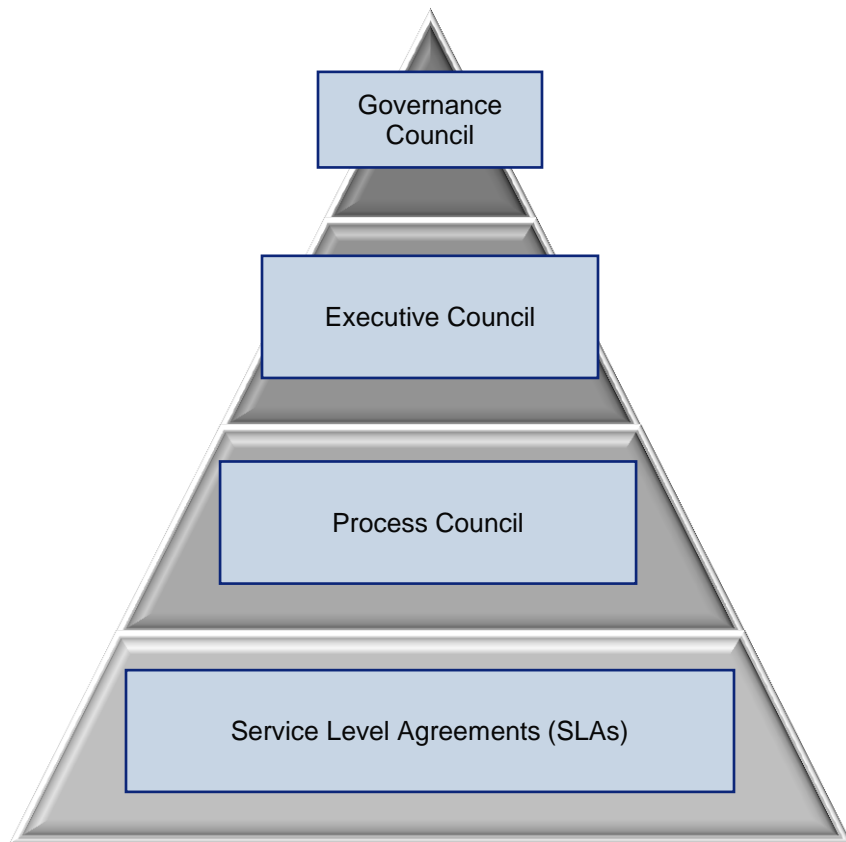 Governance
Council
Executive Council
Process Council
Service Level Agreements (SLAs)